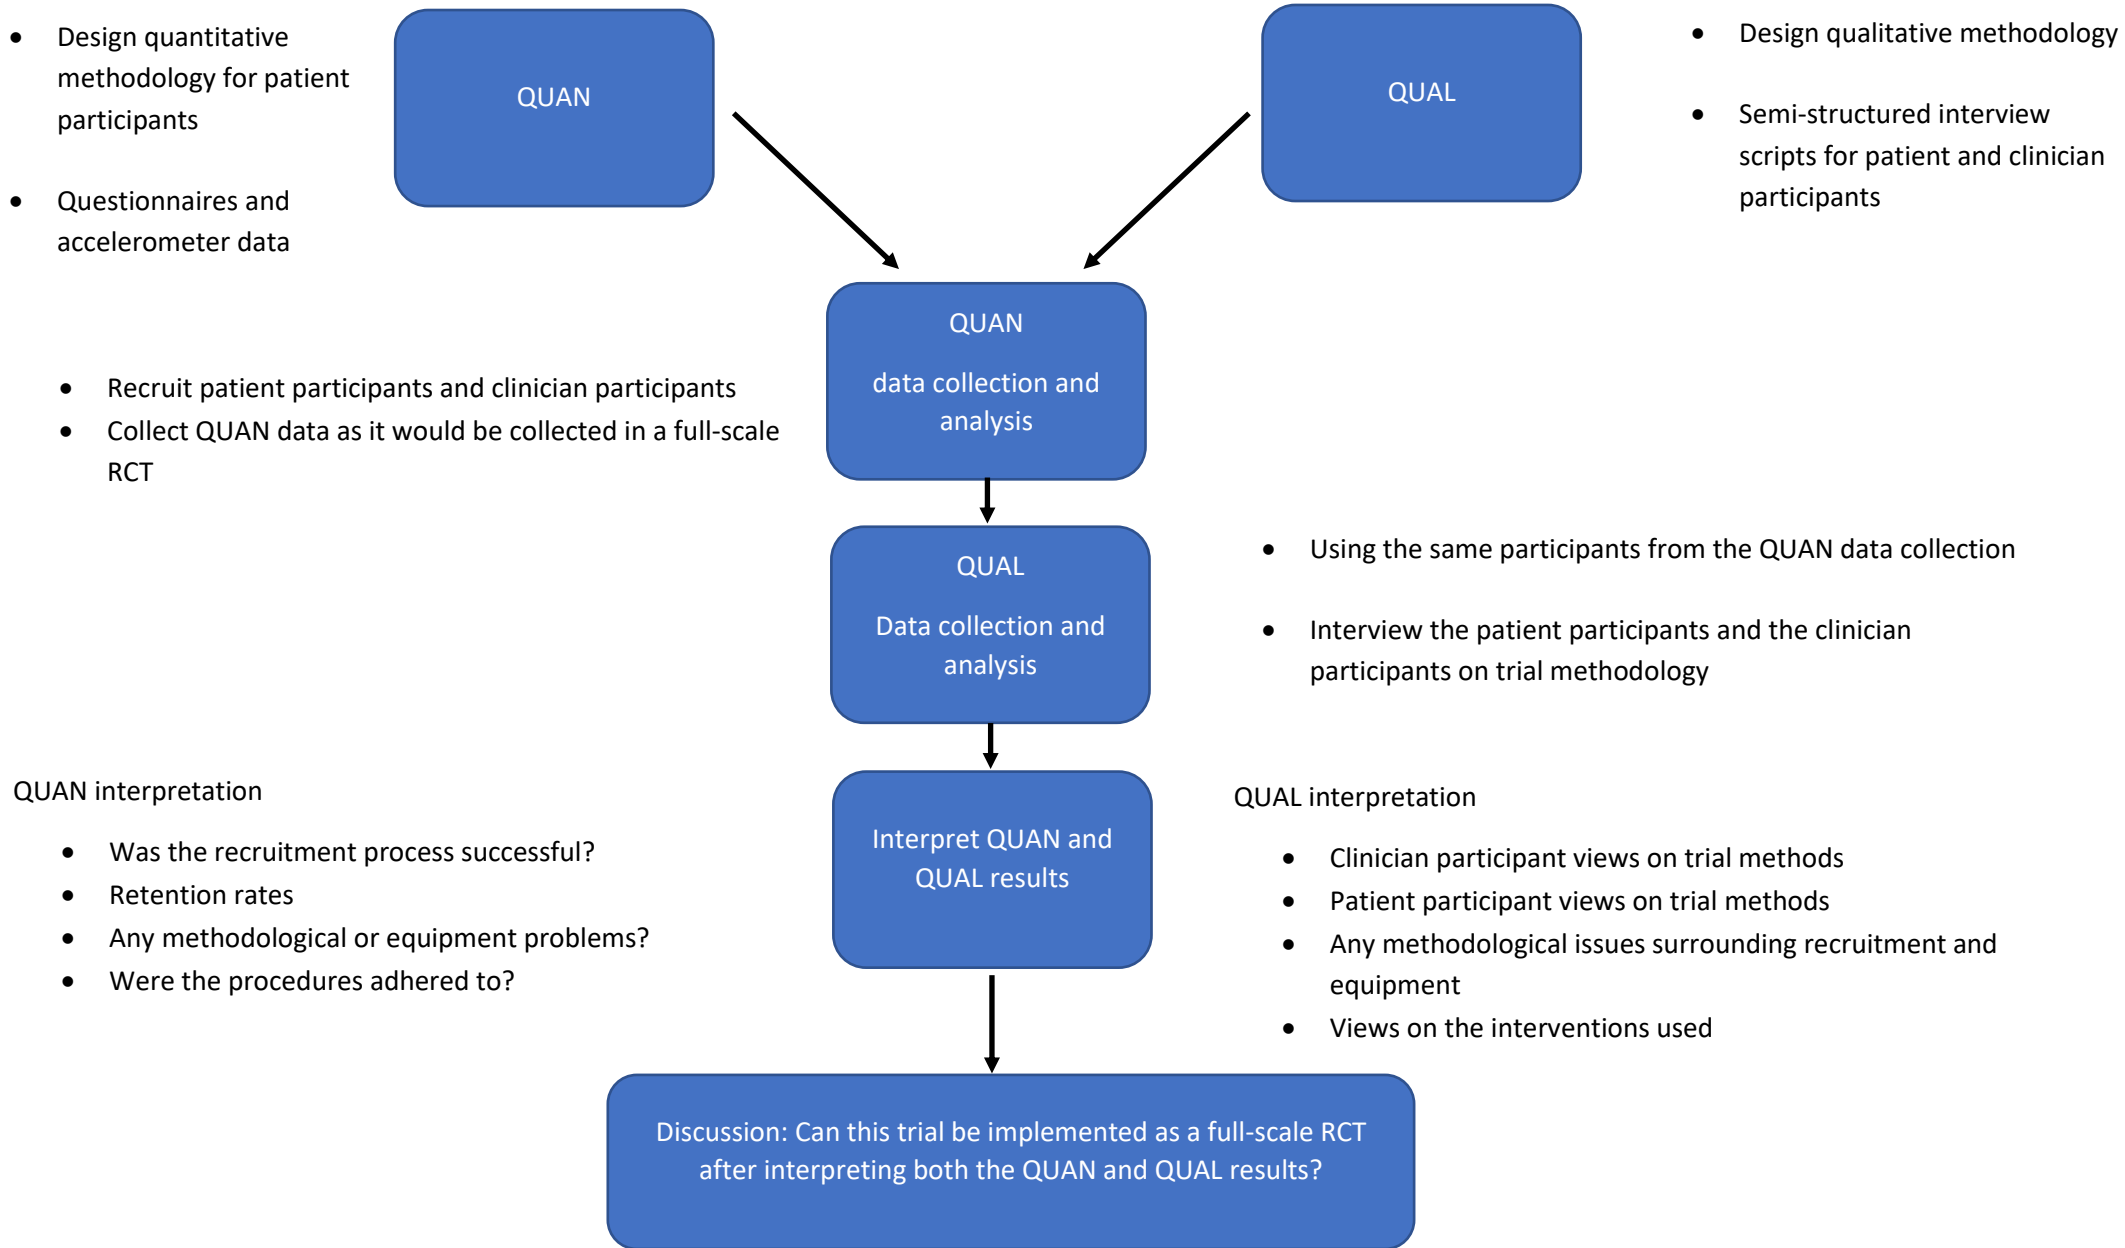 • Design quantitative
methodology for patient
participants
• Questionnaires and
accelerometer data
QUAN
QUAL
• Design qualitative methodology
• Semi-structured interview
scripts for patient and clinician
participants
QUAN
data collection and
analysis
• Recruit patient participants and clinician participants
• Collect QUAN data as it would be collected in a full-scale
RCT
QUAL
Data collection and
analysis
• Using the same participants from the QUAN data collection
• Interview the patient participants and the clinician
participants on trial methodology
QUAN interpretation
• Was the recruitment process successful?
• Retention rates
• Any methodological or equipment problems?
• Were the procedures adhered to?
Interpret QUAN and
QUAL results
QUAL interpretation
• Clinician participant views on trial methods
• Patient participant views on trial methods
• Any methodological issues surrounding recruitment and
equipment
• Views on the interventions used
Discussion: Can this trial be implemented as a full-scale RCT
after interpreting both the QUAN and QUAL results?